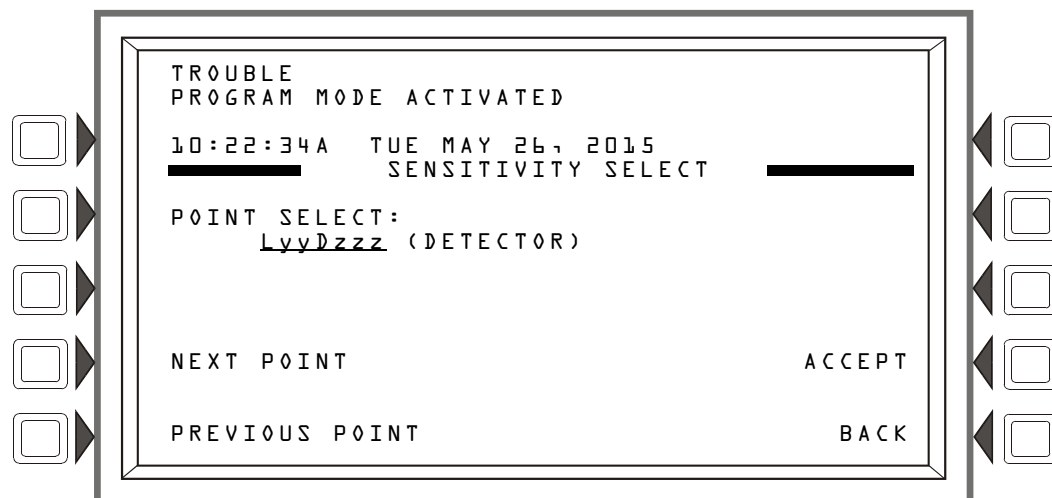 TROUBLE
PROGRAM MODE ACTIVATED
10:22:34A TUE MAY 26, 2015
SENSITIVITY SELECT
POINT SELECT:
LyyDzzz (DETECTOR)
NEXT POINT ACCEPT
PREVIOUS POINT BACK